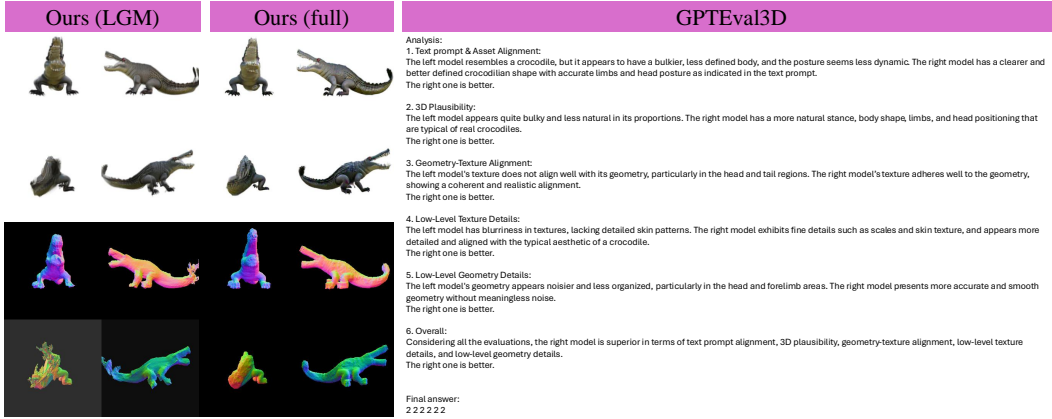 Ours (LGM)
Ours (full)
GPTEval3D
Analysis:
1. Text prompt & Asset Alignment:
The left model resembles a crocodile, but it appears to have a bulkier, less defined body, and the posture seems less dynamic. The right model has a clearer and
better defined crocodilian shape with accurate limbs and head posture as indicated in the text prompt.
The right one is better.
2. 3D Plausibility:
The left model appears quite bulky and less natural in its proportions. The right model has a more natural stance, body shape, limbs, and head positioning that
are typical of real crocodiles.
The right one is better.
3. Geometry-Texture Alignment:
The left model's texture does not align well with its geometry, particularly in the head and tail regions. The right model's texture adheres well to the geometry,
showing a coherent and realistic alignment.
The right one is better.
4. Low-Level Texture Details:
The left model has blurriness in textures, lacking detailed skin patterns. The right model exhibits fine details such as scales and skin texture, and appears more
detailed and aligned with the typical aesthetic of a crocodile.
The right one is better.
5. Low-Level Geometry Details:
The left model's geometry appears noisier and less organized, particularly in the head and forelimb areas. The right model presents more accurate and smooth
geometry without meaningless noise.
The right one is better.
6. Overall:
Considering all the evaluations, the right model is superior in terms of text prompt alignment, 3D plausibility, geometry-texture alignment, low-level texture
details, and low-level geometry details.
The right one is better.
Final answer:
2 2 2 2 2 2